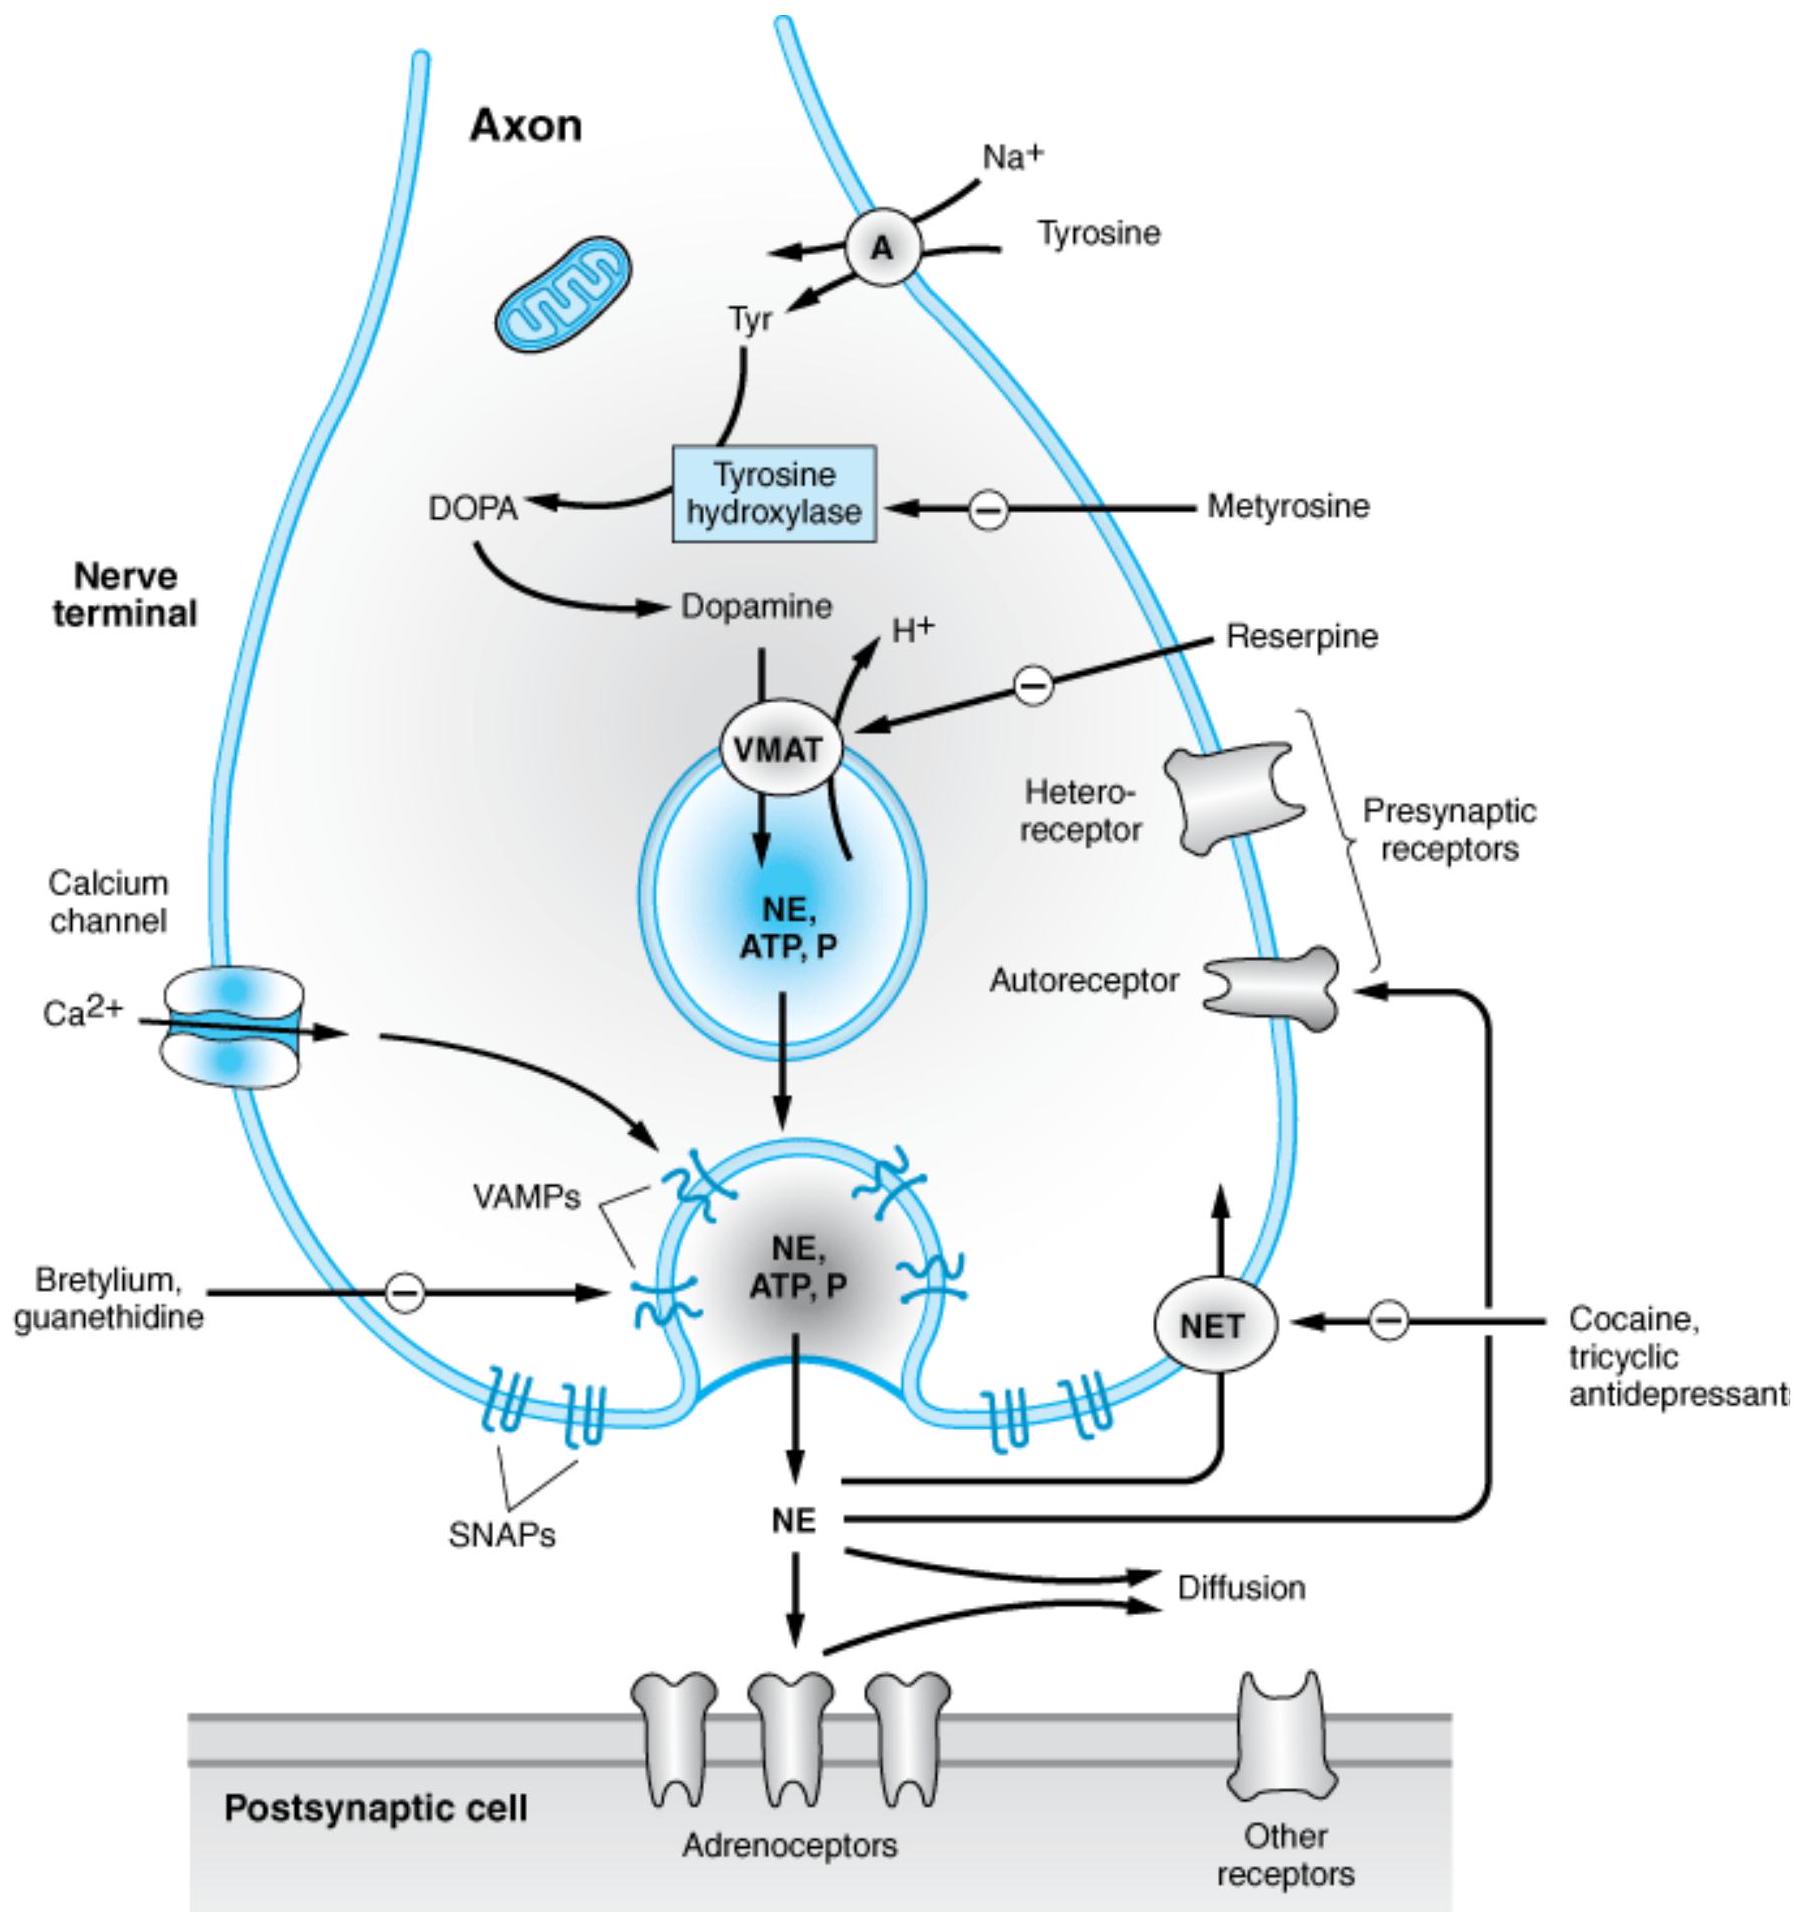 Axon
Na+
A
Tyrosine
Tyr
Tyrosine
hydroxylase
DOPA
Metyrosine
Nerve
terminal
Dopamine
H+
Reserpine
VMAT
Hetero-
receptor
Presynaptic
receptors
Calcium
channel
NE,
ATP, P
Autoreceptor
Ca2+
VAMPs
NE,
ATP, P
Bretylium,
guanethidine
NET
Cocaine,
tricyclic
antidepressant
SNAPs
NE
Diffusion
Postsynaptic cell
Adrenoceptors
Other
receptors